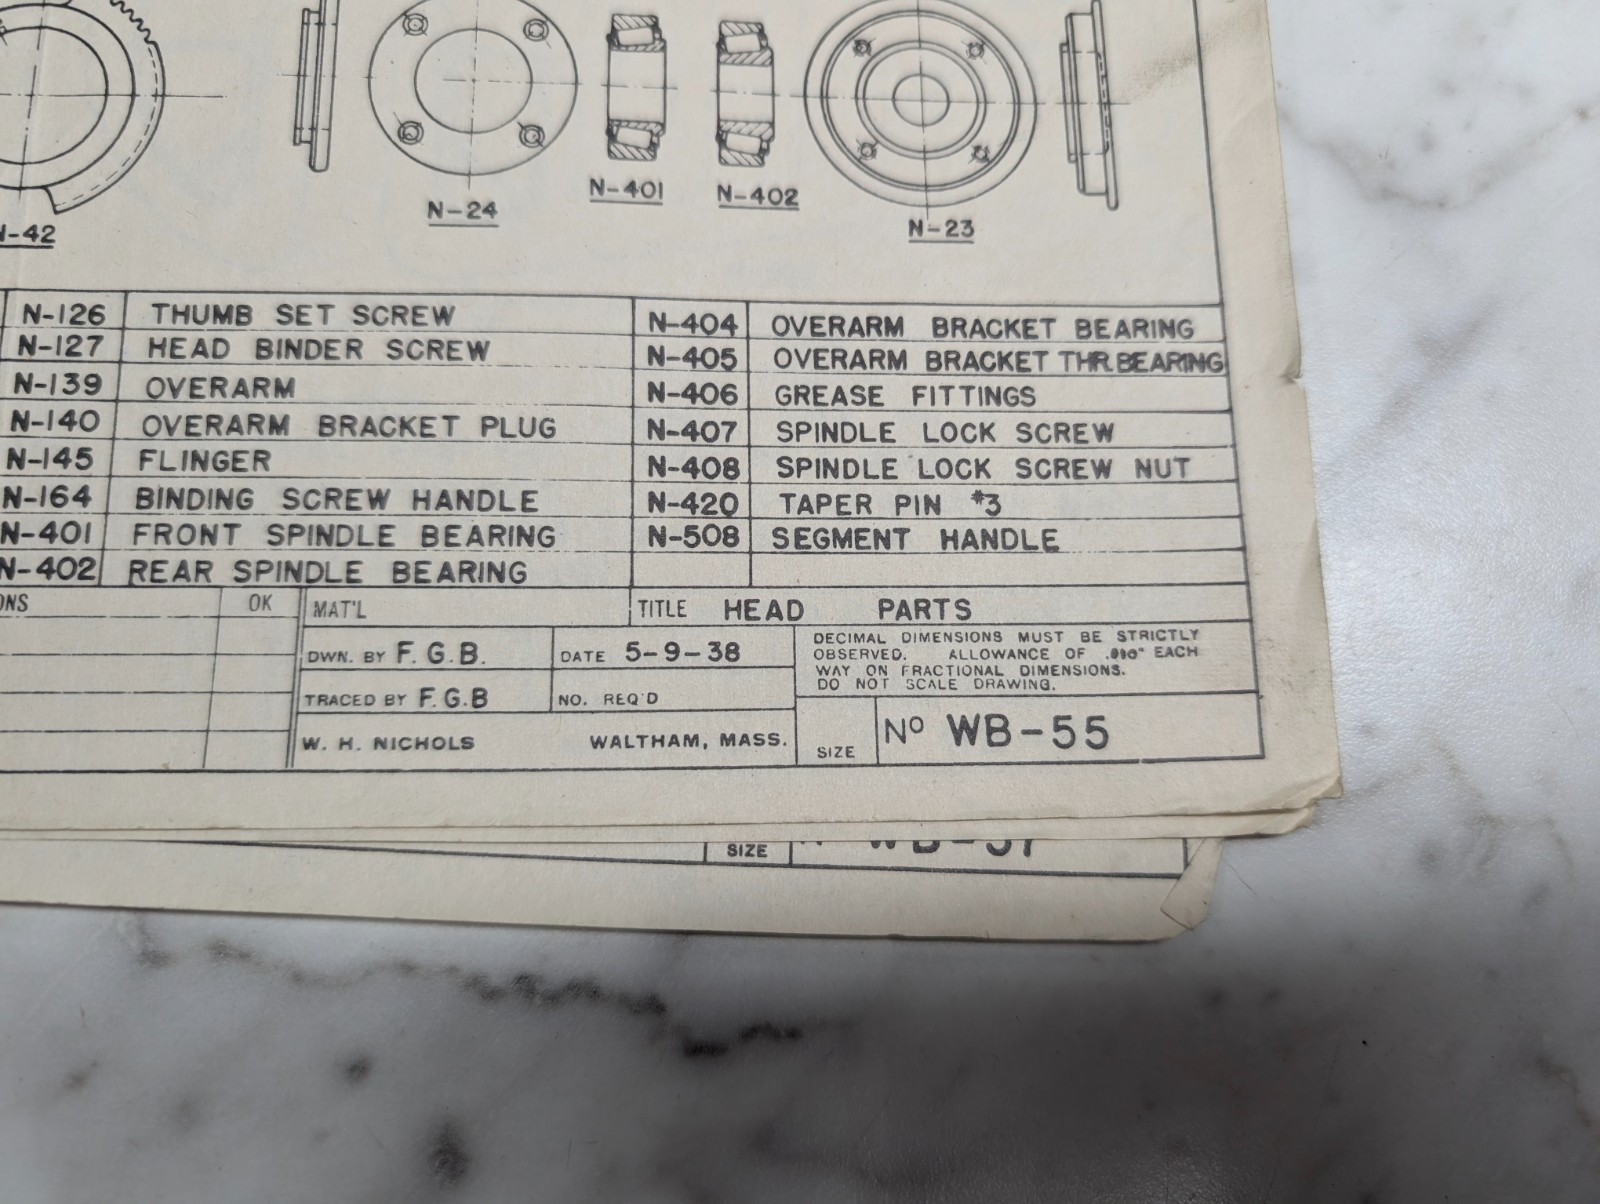 N-401
N-402
N-24
N-23
-42
N-126 THUMB SET SCREW N-404 OVERARM BRACKET BEARING
N-127 HEAD BINDER SCREW N-405 OVERARM BRACKET THR. BEARING
N-139 OVERARM N-406 GREASE FITTINGS
N-140 OVERARM BRACKET PLUG N-407 SPINDLE LOCK SCREW
N-145 FLINGER N-408 SPINDLE LOCK SCREW NUT
N-164 BINDING SCREW HANDLE N-420 TAPER PIN #3
N-401 FRONT SPINDLE BEARING N-508 SEGMENT HANDLE
N-402 REAR SPINDLE BEARING
ONS OK MAT'L TITLE HEAD PARTS
DWN. BY F.G.B. DATE 5-9-38
DECIMAL DIMENSIONS MUST BE STRICTLY
OBSERVED. ALLOWANCE OF .010" EACH
WAY ON FRACTIONAL DIMENSIONS.
DO NOT SCALE DRAWING.
TRACED BY F.G.B NO. REQ'D
W. H. NICHOLS WALTHAM, MASS. SIZE No WB-55
SIZE